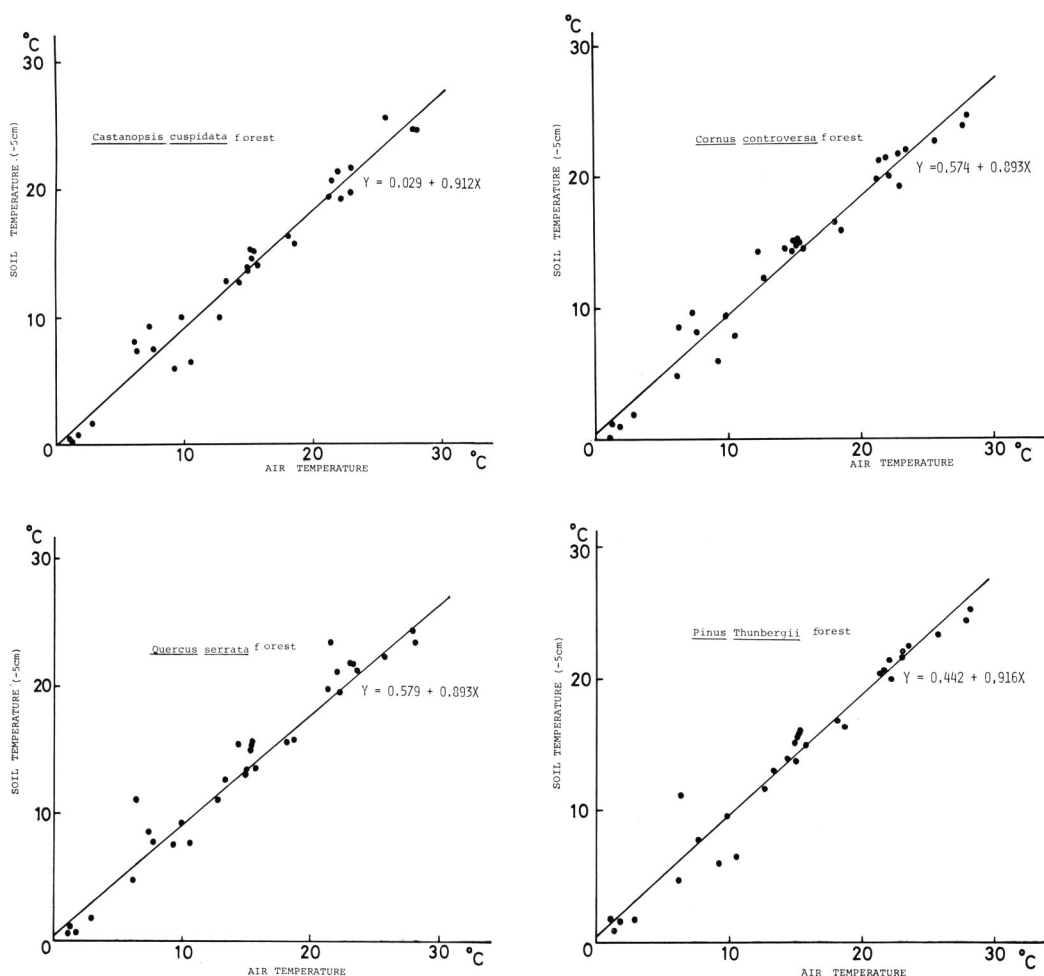 °C
30
Castanopsis cuspidata forest
SOIL TEMPERATURE.(-5cm)
20
Y = 0.029 + 0.912X
10
0
10
20
30
°C
AIR TEMPERATURE
°C
30
Cornus controversa forest
SOIL TEMPERATURE (-5cm)
20
Y =0.574 + 0.893X
10
0
10
20
30
°C
AIR TEMPERATURE
°C
30
Quercus serrata forest
SOIL TEMPERATURE (-5cm)
20
Y = 0.579 + 0.893X
10
0
10
20
30
°C
AIR TEMPERATURE
°C
30
Pinus Thunbergii forest
SOIL TEMPERATURE (-5cm)
20
Y = 0.442 + 0.916X
10
0
10
20
30
°C
AIR TEMPERATURE